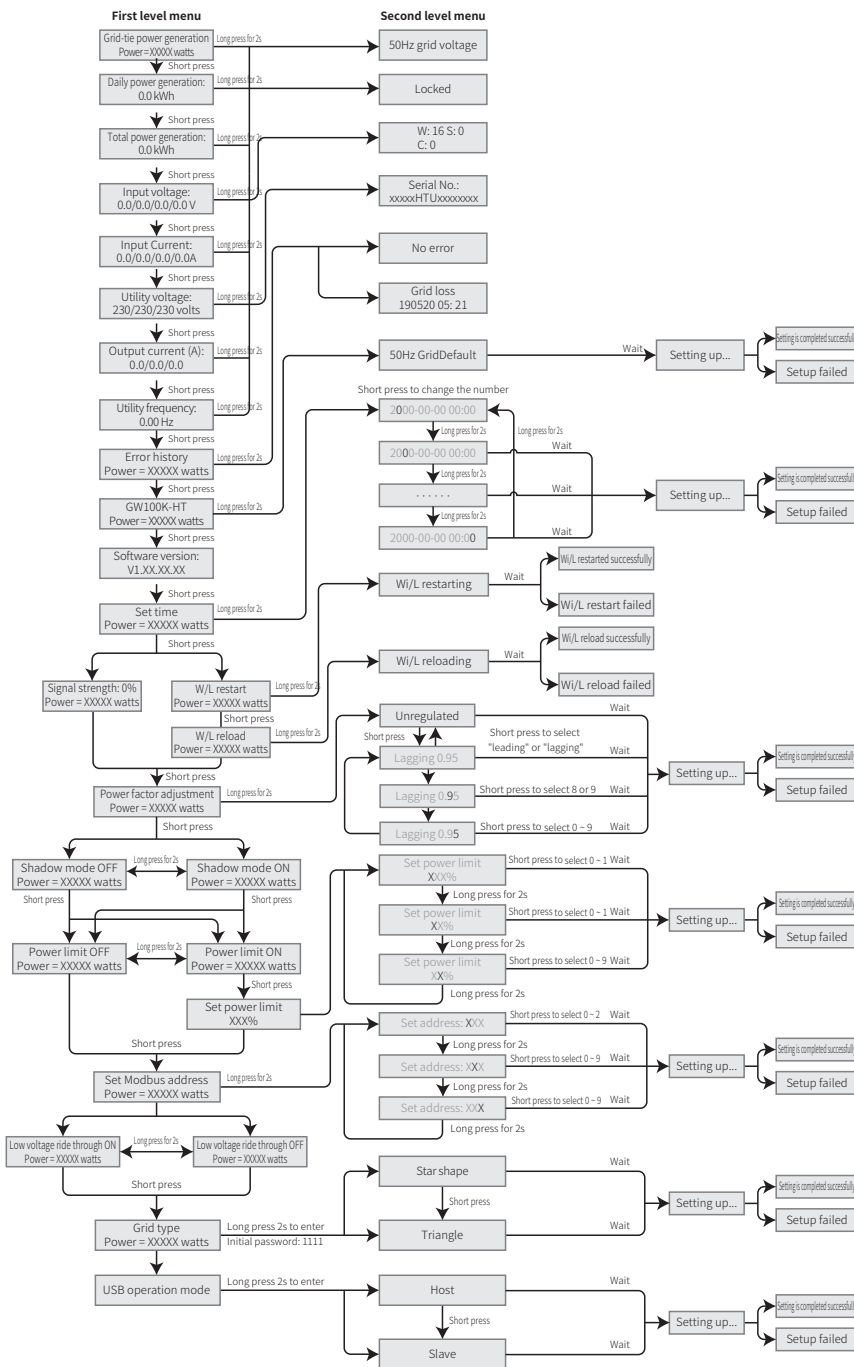 First level menu
Second level menu
Grid-tie power generation
Power = XXXXX watts
Long press for 2s
50Hz grid voltage
Short press
Daily power generation:
0.0 kWh
Long press for 2s
Locked
Short press
Total power generation:
0.0 kWh
Long press for 2s
W: 16 S: 0
C: 0
Short press
Input voltage:
0.0/0.0/0.0/0.0 V
Long press for 2s
Serial No.:
xxxxxHTUxxxxxxxx
Short press
Input Current:
0.0/0.0/0.0/0.0A
Long press for 2s
No error
Short press
Utility voltage:
230/230/230 volts
Long press for 2s
Grid loss
190520 05: 21
Short press
Output current (A):
0.0/0.0/0.0
Long press for 2s
50Hz GridDefault
Wait
Setting up...
Setting is completed successfully
Setup failed
Short press
Utility frequency:
0.00 Hz
Long press for 2s
Short press to change the number
2000-00-00 00:00
Long press for 2s
Long press for 2s
Short press
Error history
Power = XXXXX watts
Long press for 2s
2000-00-00 00:00
Wait
Long press for 2s
Short press
GW100K-HT
Power = XXXXX watts
Long press for 2s
......
Wait
Setting up...
Setting is completed successfully
Setup failed
Long press for 2s
Short press
2000-00-00 00:00
Wait
Software version:
V1.XX.XX.XX
Short press
Wi/L restarting
Wait
Wi/L restarted successfully
Wi/L restart failed
Set time
Power = XXXXX watts
Long press for 2s
Short press
Wi/L reloading
Wait
Wi/L reload successfully
Wi/L reload failed
Signal strength: 0%
Power = XXXXX watts
W/L restart
Power = XXXXX watts
Long press for 2s
Short press
W/L reload
Power = XXXXX watts
Long press for 2s
Short press
Unregulated
Wait
Short press
Short press to select
"leading" or "lagging"
Lagging 0.95
Wait
Power factor adjustment
Power = XXXXX watts
Long press for 2s
Lagging 0.95
Short press to select 8 or 9
Wait
Setting up...
Setting is completed successfully
Setup failed
Short press
Lagging 0.95
Short press to select 0 ~ 9
Wait
Shadow mode OFF
Power = XXXXX watts
Long press for 2s
Shadow mode ON
Power = XXXXX watts
Short press
Short press
Set power limit
XXX%
Short press to select 0 ~ 1
Wait
Long press for 2s
Power limit OFF
Power = XXXXX watts
Long press for 2s
Power limit ON
Power = XXXXX watts
Set power limit
XX%
Short press to select 0 ~ 1
Wait
Setting up...
Setting is completed successfully
Setup failed
Long press for 2s
Short press
Set power limit
XX%
Short press to select 0 ~ 9
Wait
Long press for 2s
Set power limit
XXX%
Short press
Set address: XXX
Short press to select 0 ~ 2
Wait
Long press for 2s
Set Modbus address
Power = XXXXX watts
Long press for 2s
Set address: XXX
Short press to select 0 ~ 9
Wait
Setting up...
Setting is completed successfully
Setup failed
Long press for 2s
Set address: XXX
Short press to select 0 ~ 9
Wait
Long press for 2s
Low voltage ride through ON
Power = XXXXX watts
Long press for 2s
Low voltage ride through OFF
Power = XXXXX watts
Short press
Star shape
Wait
Short press
Grid type
Power = XXXXX watts
Long press 2s to enter
Initial password: 1111
Triangle
Wait
Setting up...
Setting is completed successfully
Setup failed
USB operation mode
Long press 2s to enter
Host
Wait
Short press
Slave
Wait
Setting up...
Setting is completed successfully
Setup failed